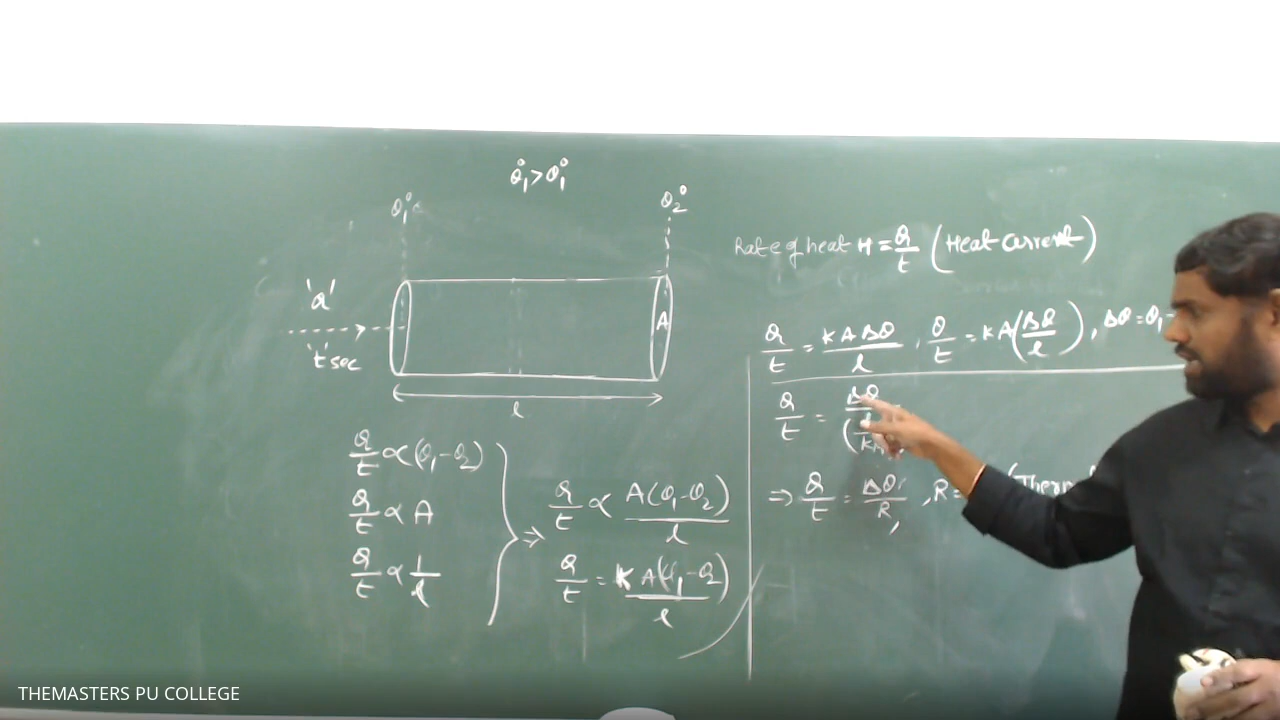 θ₁° > θ₁°
θ₁°c
θ₂°
'Q'
't' sec
A
l
Q/t ∝ (θ₁-θ₂)
Q/t ∝ A
Q/t ∝ 1/l
⇒ Q/t ∝ A(θ₁-θ₂)/l
Q/t = K A(θ₁-θ₂)/l
Rate of heat H = Q/t (Heat Current)
Q/t = KAΔθ/l , Q/t = KA(Δθ/l) , Δθ = θ₁-
Q/t = Δθ/(l/KA)
⇒ Q/t = Δθ/R, , R =
THEMASTERS PU COLLEGE